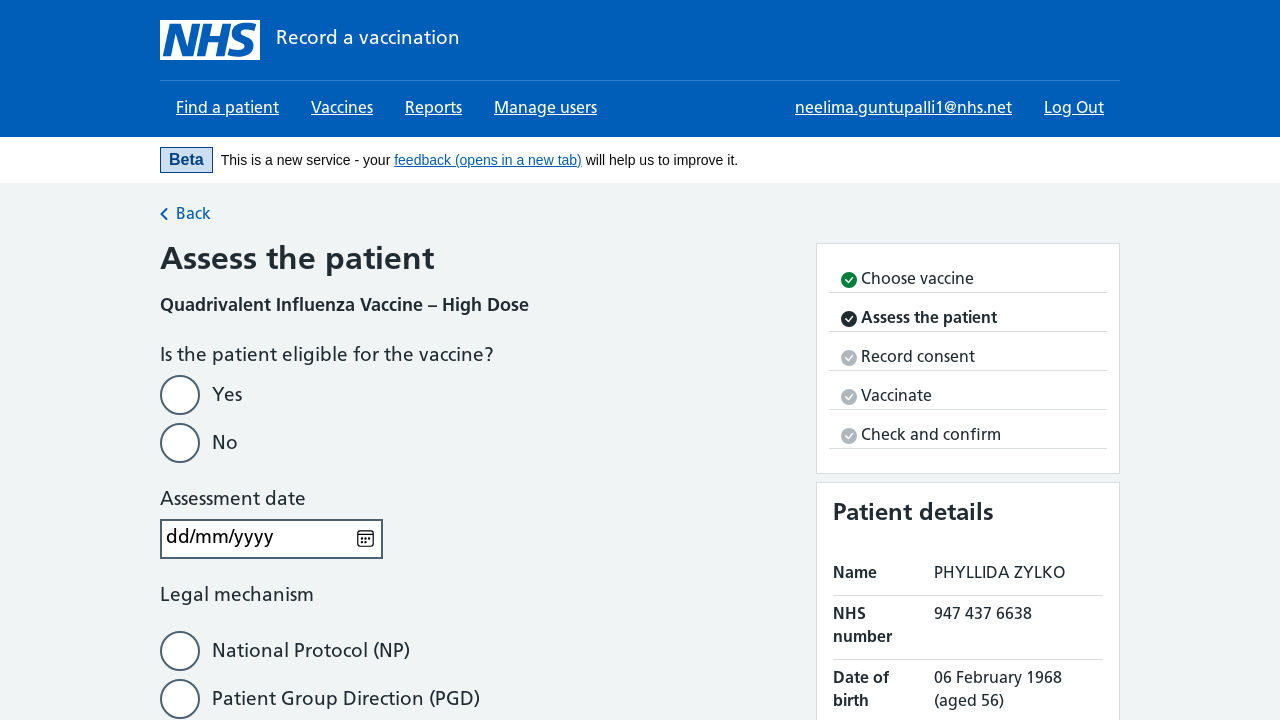 NHS Record a vaccination
Find a patient Vaccines Reports Manage users neelima.guntupalli1@nhs.net Log Out
Beta This is a new service - your feedback (opens in a new tab) will help us to improve it.
Back
Assess the patient
Quadrivalent Influenza Vaccine – High Dose
Is the patient eligible for the vaccine?
Yes
No
Assessment date
dd/mm/yyyy
Legal mechanism
National Protocol (NP)
Patient Group Direction (PGD)
Choose vaccine
Assess the patient
Record consent
Vaccinate
Check and confirm
Patient details
Name PHYLLIDA ZYLKO
NHS 947 437 6638
number
Date of 06 February 1968
birth (aged 56)